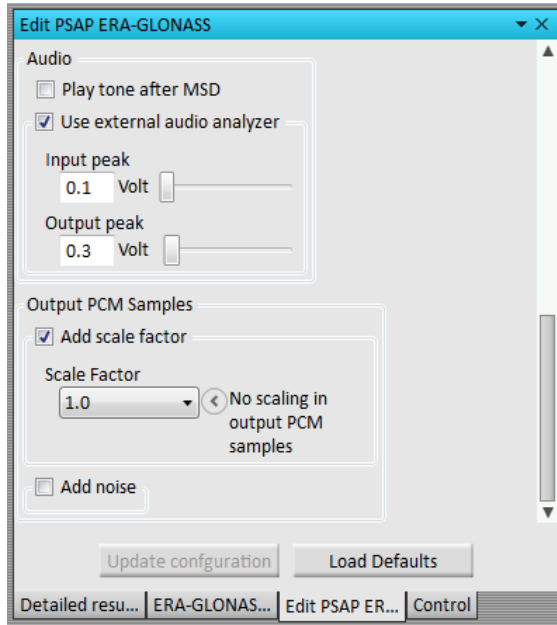 Edit PSAP ERA-GLONASS
Audio
Play tone after MSD
Use external audio analyzer
Input peak
0.1 Volt
Output peak
0.3 Volt
Output PCM Samples
Add scale factor
Scale Factor
1.0
No scaling in
output PCM
samples
Add noise
Update confguration Load Defaults
Detailed resu... ERA-GLONAS... Edit PSAP ER... Control